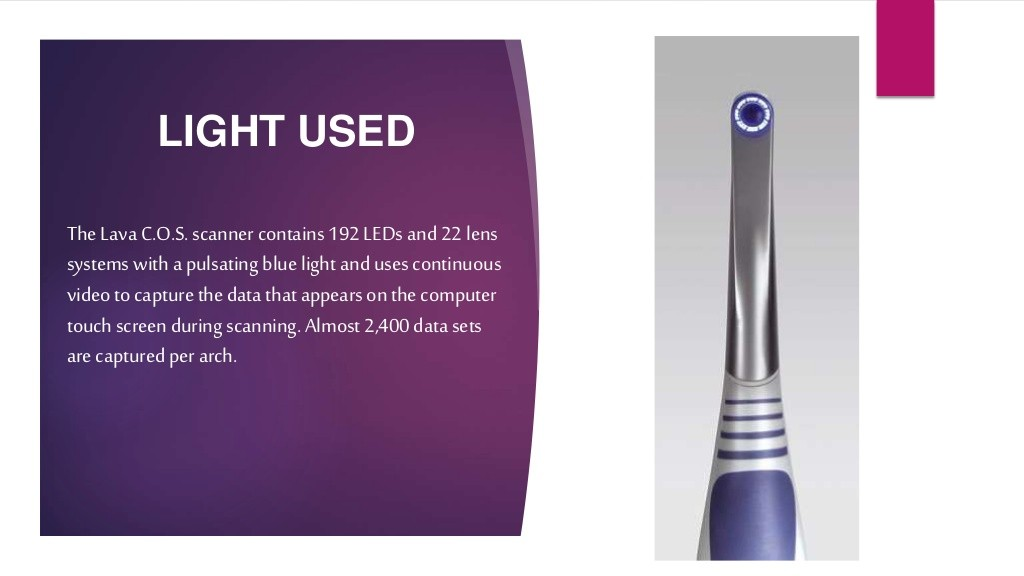 LIGHT USED
The Lava C.O.S. scanner contains 192 LEDs and 22 lens
systems with a pulsating blue light and uses continuous
video to capture the data that appears on the computer
touch screen during scanning. Almost 2,400 data sets
are captured per arch.